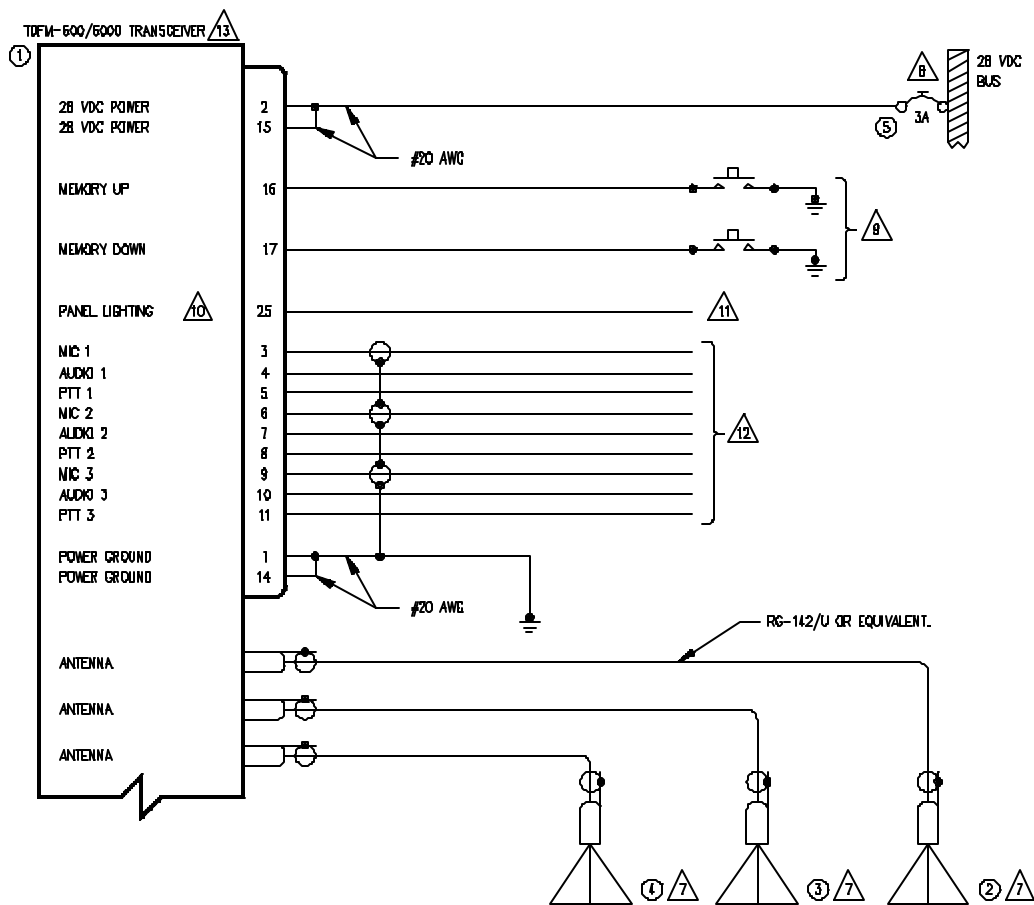 TDFM-600/6000 TRANSCEIVER 13
1
28 VDC POWER 2
28 VDC POWER 15
#20 AWG
8
5 3A
28 VDC
BUS
MEMORY UP 16
MEMORY DOWN 17
9
PANEL LIGHTING 10 25 11
MIC 1 3
AUDIO 1 4
PTT 1 5
MIC 2 6
AUDIO 2 7
PTT 2 8
MIC 3 9
AUDIO 3 10
PTT 3 11
12
POWER GROUND 1
POWER GROUND 14
#20 AWG
RG-142/U OR EQUIVALENT.
ANTENNA
ANTENNA
ANTENNA
4 7
3 7
2 7